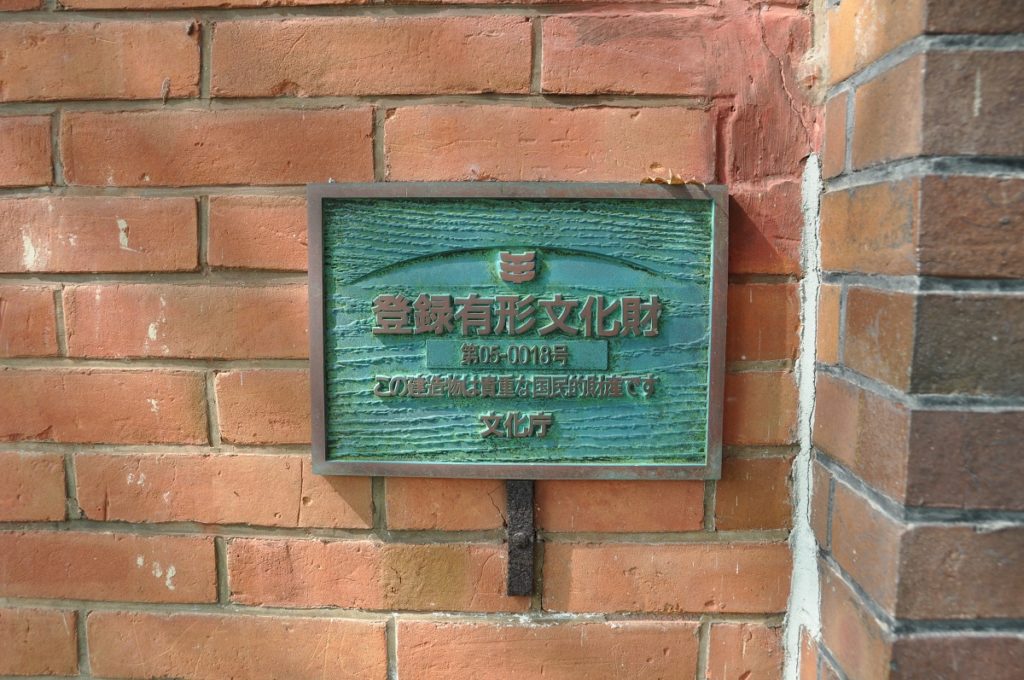 登録有形文化財
第05-0018号
この建造物は貴重な国民的財産です
文化庁